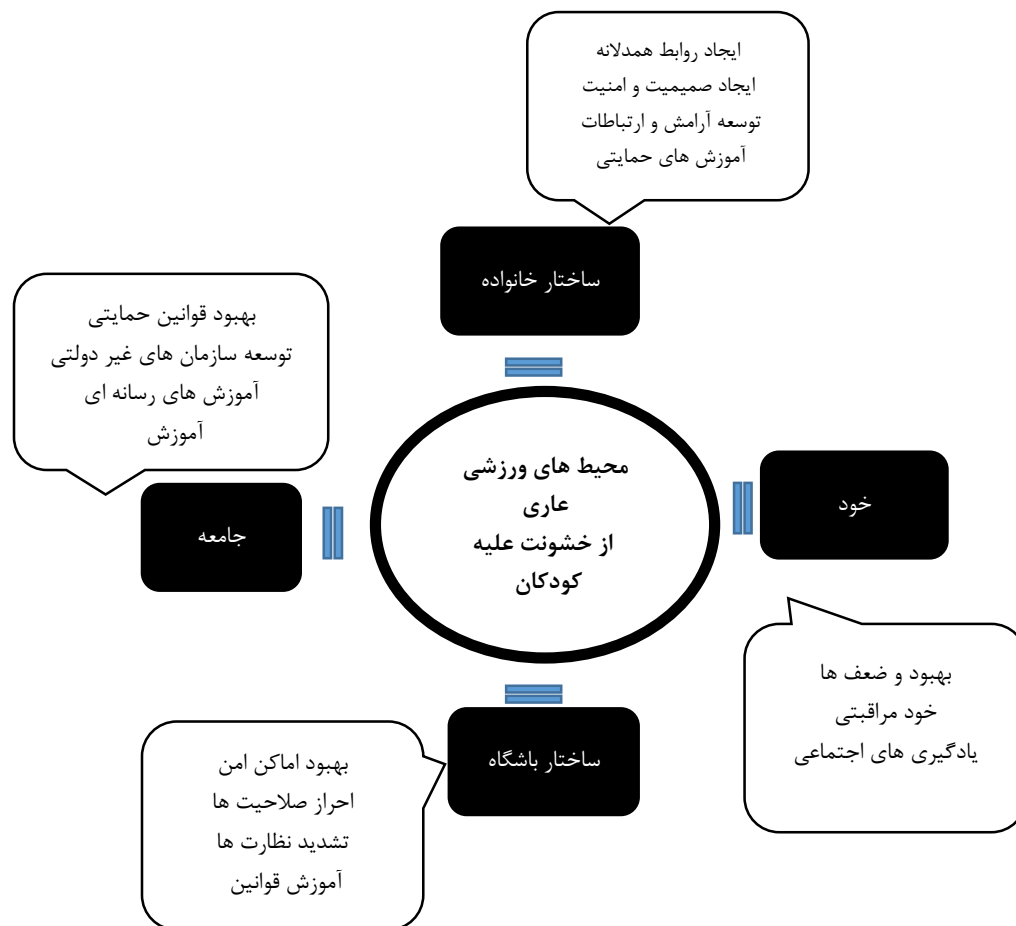 ایجاد روابط همدلانه
ایجاد صمیمیت و امنیت
توسعه آرامش و ارتباطات
آموزش های حمایتی
ساختار خانواده
بهبود قوانین حمایتی
توسعه سازمان های غیر دولتی
آموزش های رسانه ای
آموزش
محیط های ورزشی
عاری
از خشونت علیه
کودکان
خود
جامعه
بهبود و ضعف ها
خود مراقبتی
یادگیری های اجتماعی
ساختار باشگاه
بهبود اماکن امن
احراز صلاحیت ها
تشدید نظارت ها
آموزش قوانین